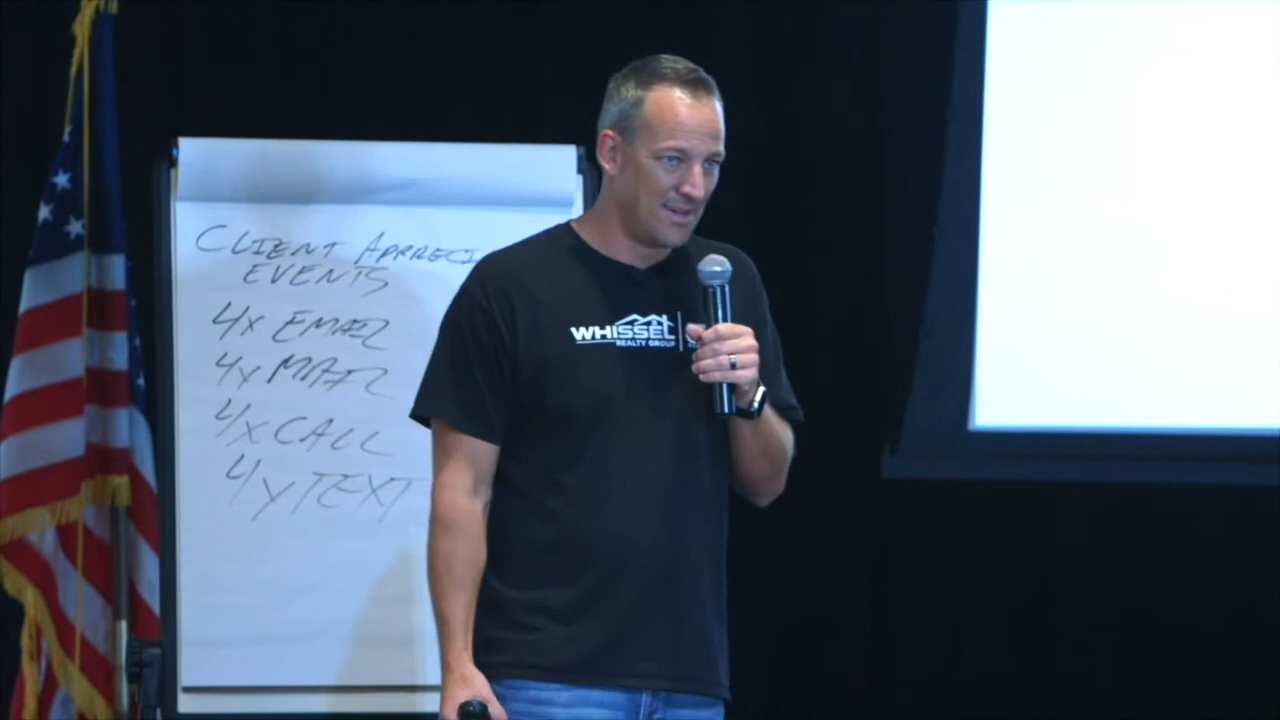 CLIENT APPRECI
EVENTS
4x EMAIL
4x MAIL
4x CALL
4x TEXT
WHISSEL
REALTY GROUP